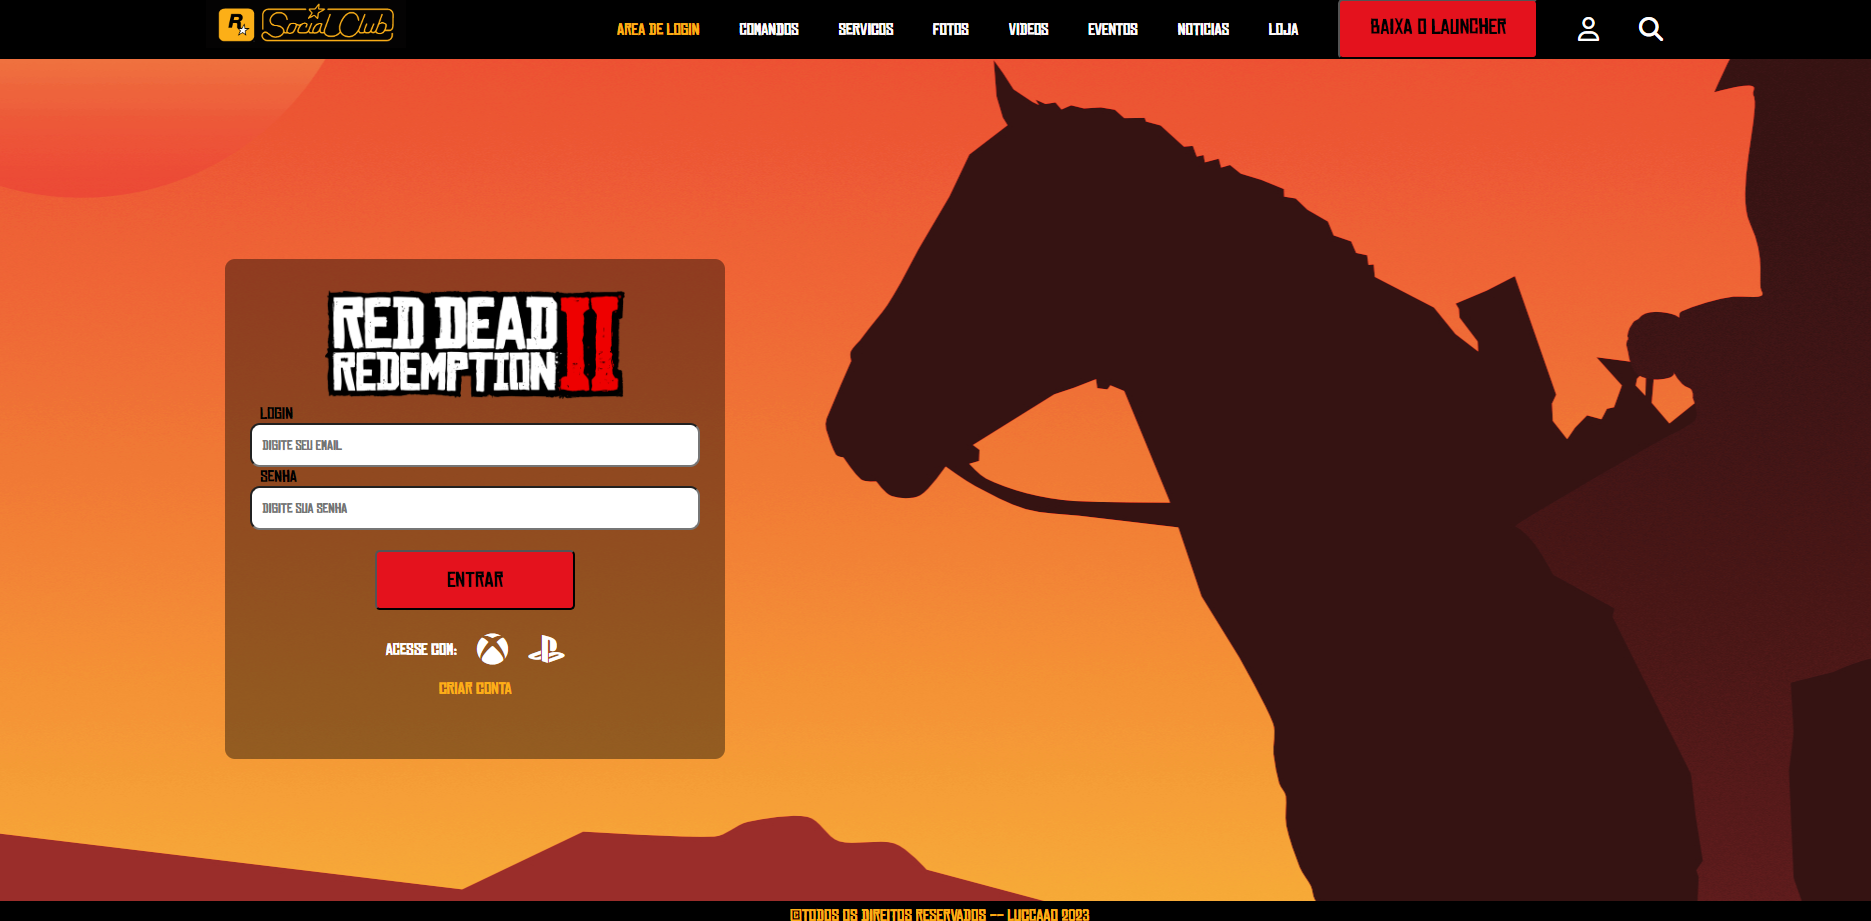 R Social Club
AREA DE LOGIN COMANDOS SERVICOS FOTOS VIDEOS EVENTOS NOTICIAS LOJA BAIXA O LAUNCHER
RED DEAD
REDEMPTION II
LOGIN
DIGITE SEU EMAIL
SENHA
DIGITE SUA SENHA
ENTRAR
ACESSE COM:
CRIAR CONTA
©TODOS OS DIREITOS RESERVADOS -- LUCCAAO 2023